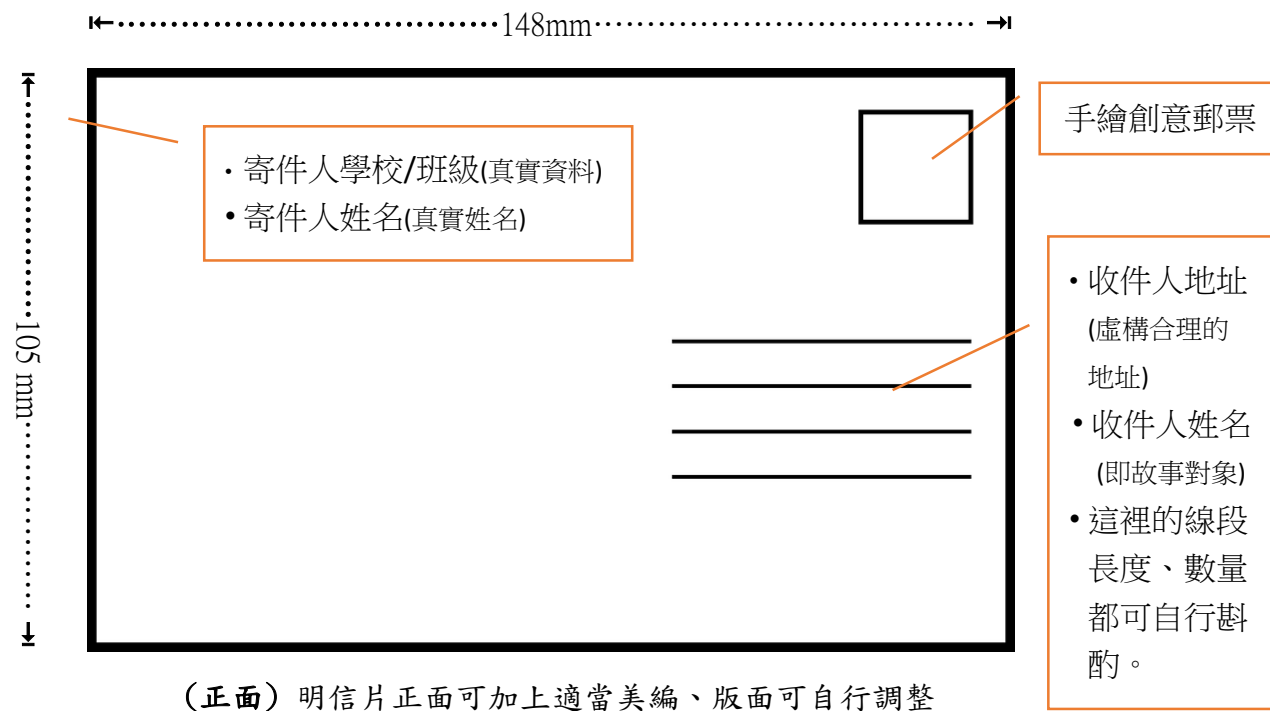 148mm
105 mm
・寄件人學校/班級(真實資料)
•寄件人姓名(真實姓名)
手繪創意郵票
・收件人地址
(虛構合理的
地址)
•收件人姓名
(即故事對象)
•這裡的線段
長度、數量
都可自行斟
酌。
（正面）明信片正面可加上適當美編、版面可自行調整